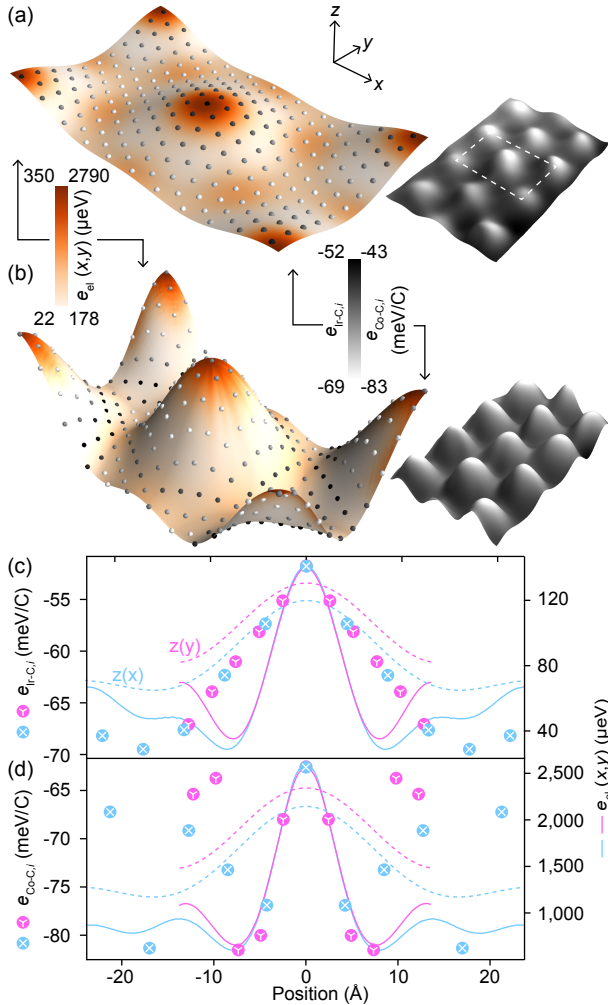 (a)
z
y
x
350 2790
e_el (x,y) (µeV)
22 178
-52 -43
e_Ir-C,i
e_Co-C,i
(meV/C)
-69 -83
(b)
(c)
-55
-60
-65
-70
e_Ir-C,i (meV/C)
z(y)
z(x)
120
80
40
(d)
-65
-70
-75
-80
e_Co-C,i (meV/C)
2,500
2,000
1,500
1,000
e_el (x,y) (µeV)
-20 -10 0 10 20
Position (Å)